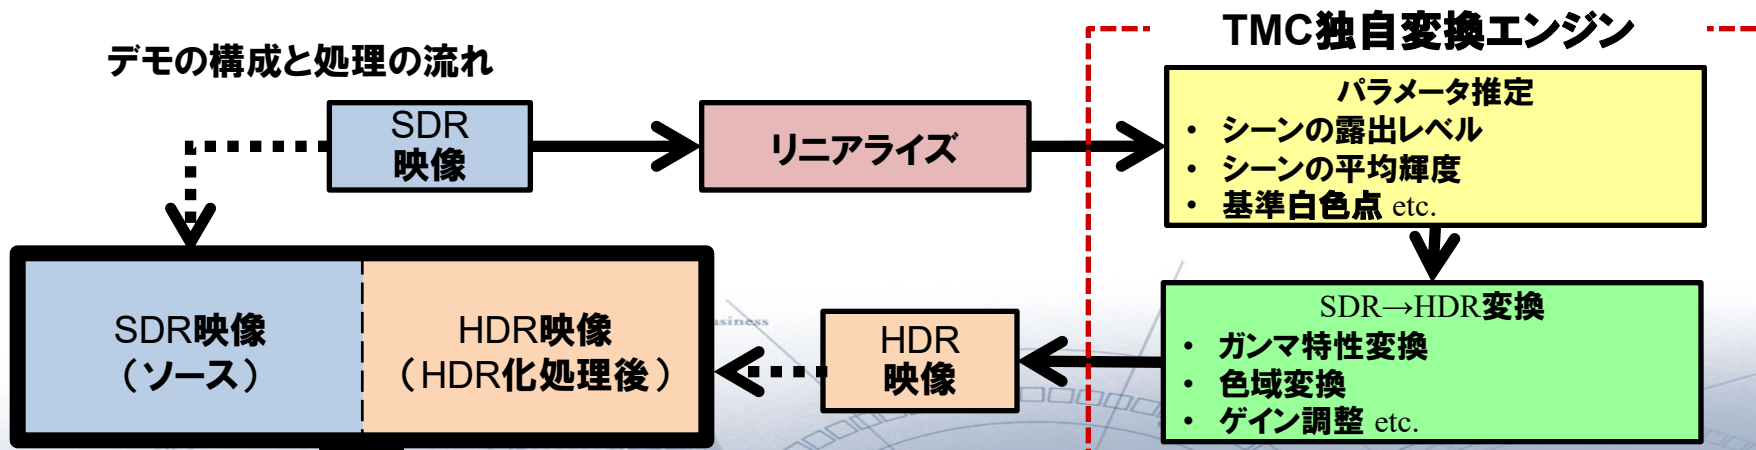 TMC独自変換エンジン
デモの構成と処理の流れ
SDR
映像
リニアライズ
パラメータ推定
• シーンの露出レベル
• シーンの平均輝度
• 基準白色点 etc.
SDR→HDR変換
• ガンマ特性変換
• 色域変換
• ゲイン調整 etc.
HDR
映像
SDR映像
（ソース）
HDR映像
（HDR化処理後）